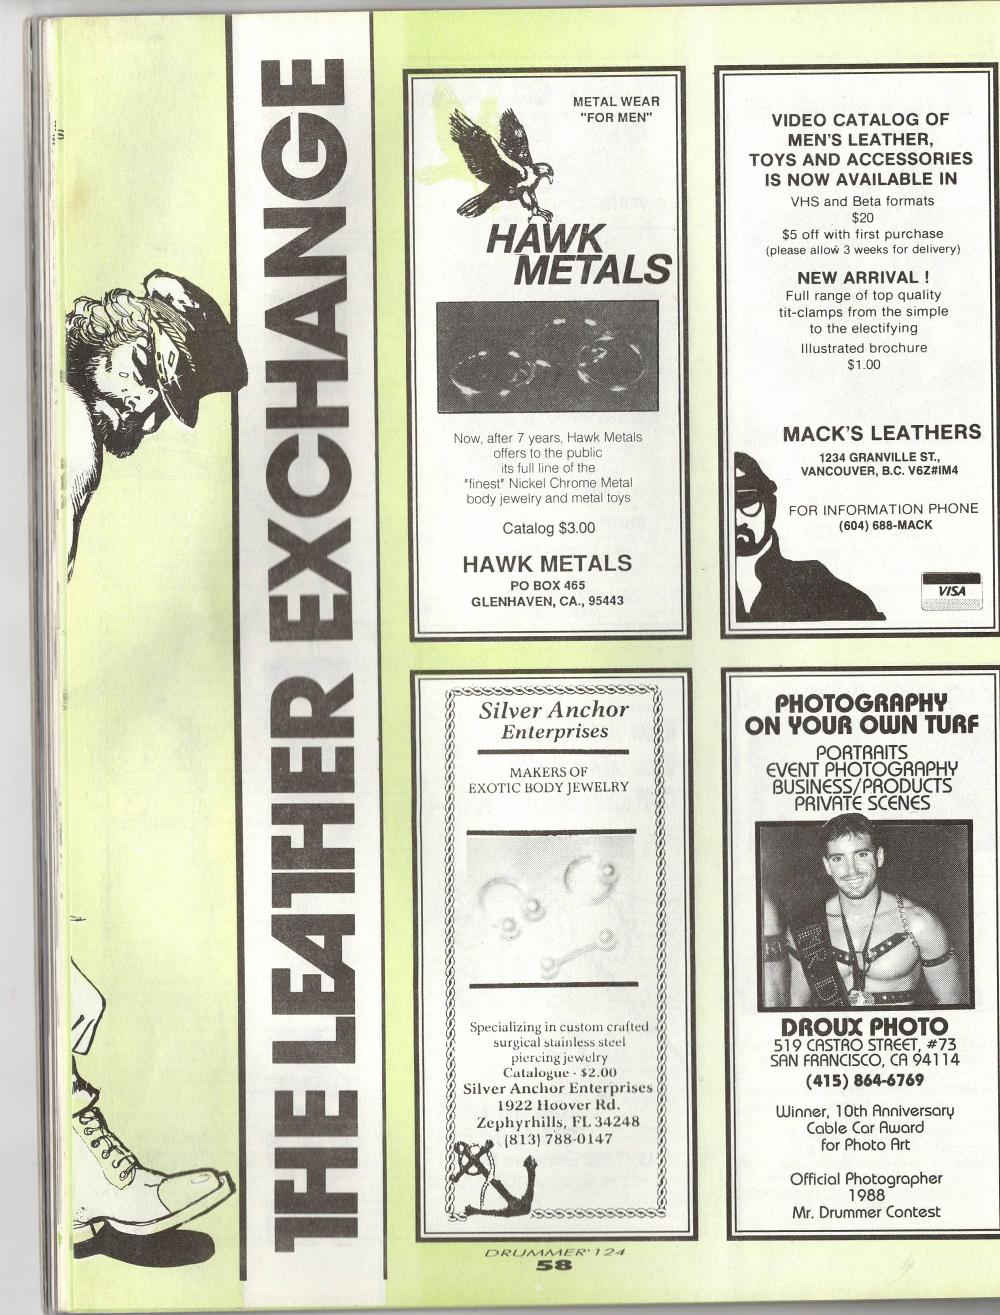 THE LEATHER EXCHANGE
METAL WEAR
"FOR MEN"
HAWK
METALS
Now, after 7 years, Hawk Metals
offers to the public
its full line of the
"finest" Nickel Chrome Metal
body jewelry and metal toys
Catalog $3.00
HAWK METALS
PO BOX 465
GLENHAVEN, CA., 95443
VIDEO CATALOG OF
MEN'S LEATHER,
TOYS AND ACCESSORIES
IS NOW AVAILABLE IN
VHS and Beta formats
$20
$5 off with first purchase
(please allow 3 weeks for delivery)
NEW ARRIVAL !
Full range of top quality
tit-clamps from the simple
to the electifying
Illustrated brochure
$1.00
MACK'S LEATHERS
1234 GRANVILLE ST.,
VANCOUVER, B.C. V6Z#IM4
FOR INFORMATION PHONE
(604) 688-MACK
VISA
Silver Anchor
Enterprises
MAKERS OF
EXOTIC BODY JEWELRY
Specializing in custom crafted
surgical stainless steel
piercing jewelry
Catalogue - $2.00
Silver Anchor Enterprises
1922 Hoover Rd.
Zephyrhills, FL 34248
(813) 788-0147
PHOTOGRAPHY
ON YOUR OWN TURF
PORTRAITS
EVENT PHOTOGRAPHY
BUSINESS/PRODUCTS
PRIVATE SCENES
DROUX PHOTO
519 CASTRO STREET, #73
SAN FRANCISCO, CA 94114
(415) 864-6769
Winner, 10th Anniversary
Cable Car Award
for Photo Art
Official Photographer
1988
Mr. Drummer Contest
DRUMMER'124
58